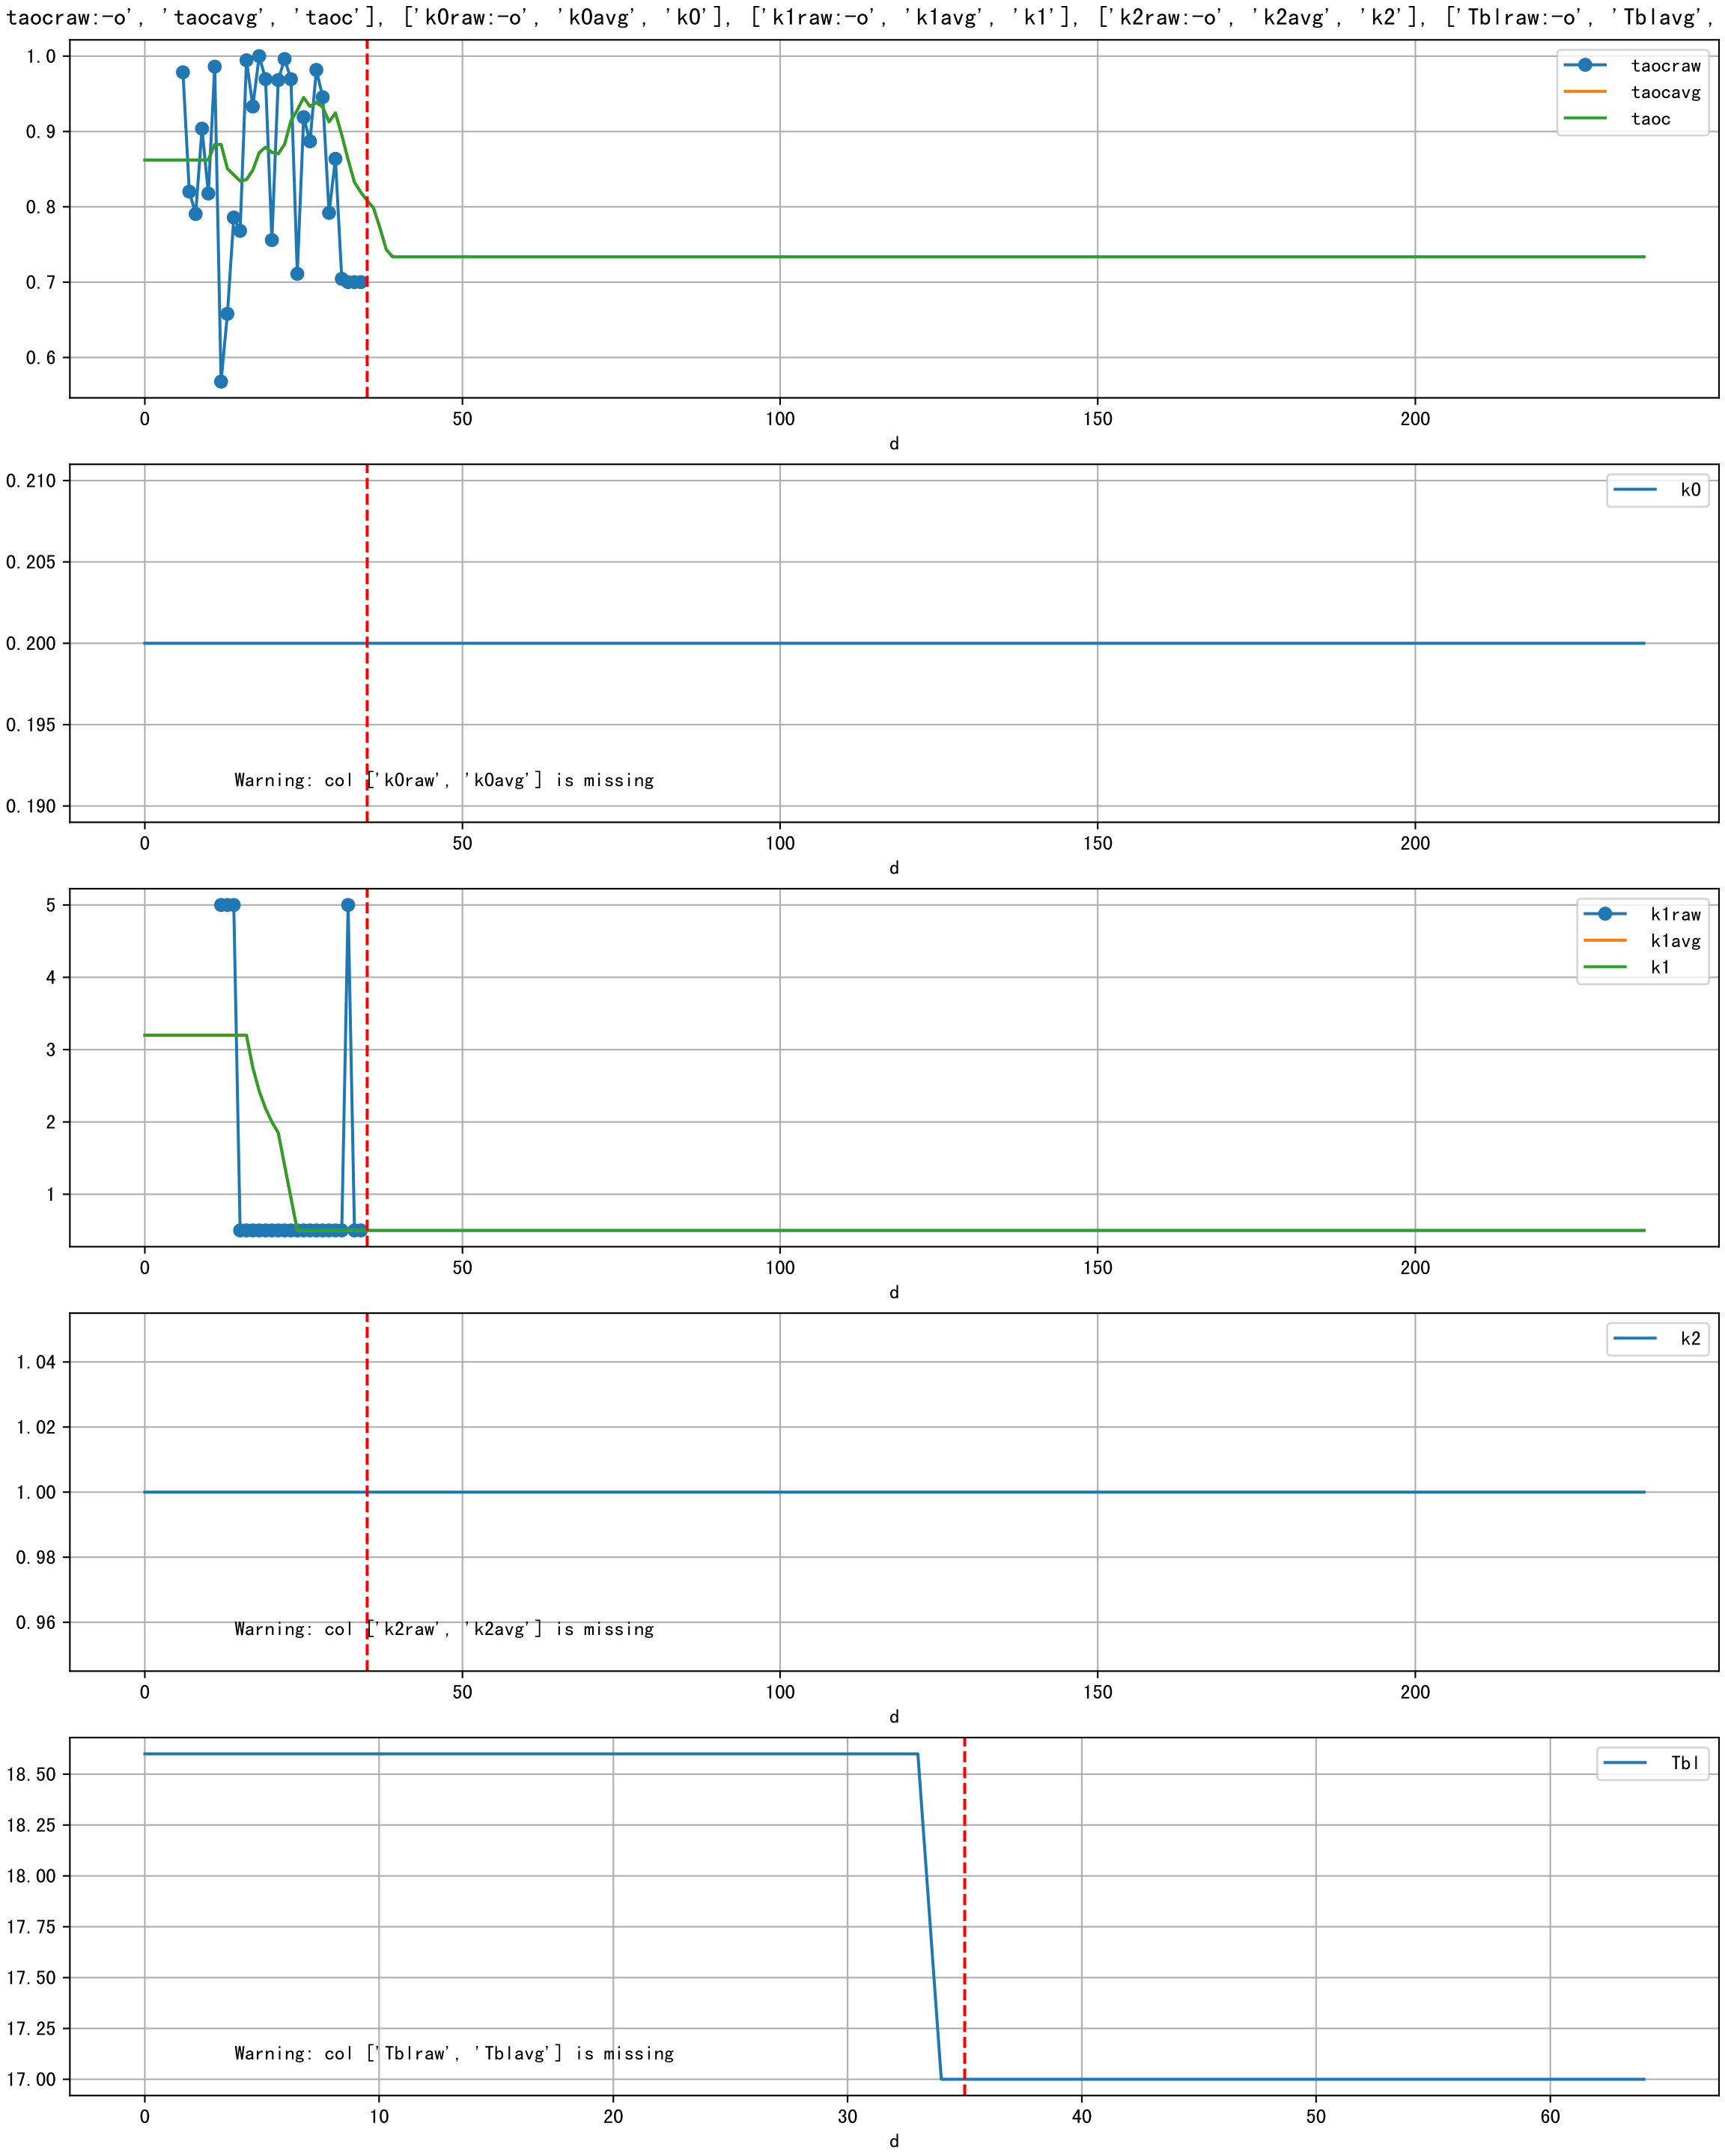 taocraw:-o', 'taocavg', 'taoc'], ['k0raw:-o', 'k0avg', 'k0'], ['k1raw:-o', 'k1avg', 'k1'], ['k2raw:-o', 'k2avg', 'k2'], ['Tblraw:-o', 'Tblavg',
1.0
0.9
0.8
0.7
0.6
taocraw
taocavg
taoc
0 50 100 150 200
d
0.210
0.205
0.200
0.195
0.190
k0
Warning: col ['k0raw', 'k0avg'] is missing
0 50 100 150 200
d
5
4
3
2
1
k1raw
k1avg
k1
0 50 100 150 200
d
1.04
1.02
1.00
0.98
0.96
k2
Warning: col ['k2raw', 'k2avg'] is missing
0 50 100 150 200
d
18.50
18.25
18.00
17.75
17.50
17.25
17.00
Tbl
Warning: col ['Tblraw', 'Tblavg'] is missing
0 10 20 30 40 50 60
d